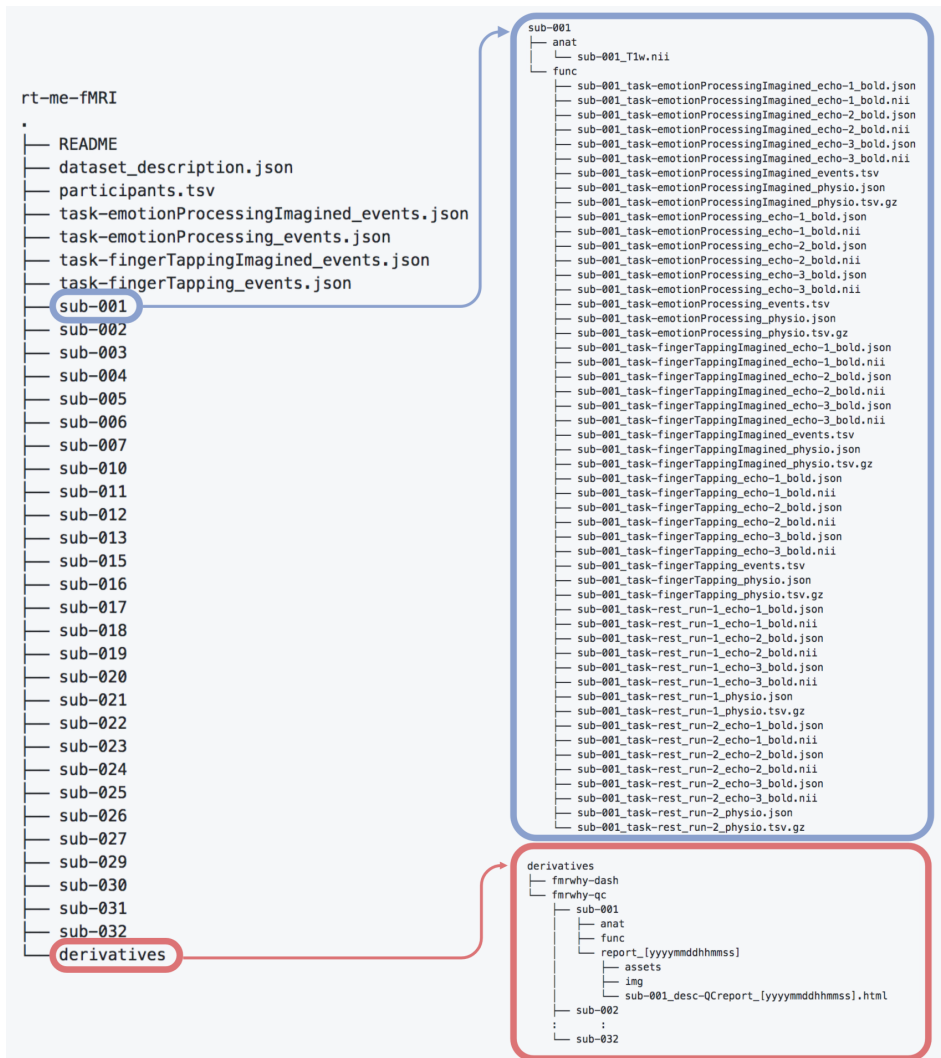 rt-me-fMRI
.
├── README
├── dataset_description.json
├── participants.tsv
├── task-emotionProcessingImagined_events.json
├── task-emotionProcessing_events.json
├── task-fingerTappingImagined_events.json
├── task-fingerTapping_events.json
├── sub-001
├── sub-002
├── sub-003
├── sub-004
├── sub-005
├── sub-006
├── sub-007
├── sub-010
├── sub-011
├── sub-012
├── sub-013
├── sub-015
├── sub-016
├── sub-017
├── sub-018
├── sub-019
├── sub-020
├── sub-021
├── sub-022
├── sub-023
├── sub-024
├── sub-025
├── sub-026
├── sub-027
├── sub-029
├── sub-030
├── sub-031
├── sub-032
└── derivatives
sub-001
├── anat
│   └── sub-001_T1w.nii
└── func
    ├── sub-001_task-emotionProcessingImagined_echo-1_bold.json
    ├── sub-001_task-emotionProcessingImagined_echo-1_bold.nii
    ├── sub-001_task-emotionProcessingImagined_echo-2_bold.json
    ├── sub-001_task-emotionProcessingImagined_echo-2_bold.nii
    ├── sub-001_task-emotionProcessingImagined_echo-3_bold.json
    ├── sub-001_task-emotionProcessingImagined_echo-3_bold.nii
    ├── sub-001_task-emotionProcessingImagined_events.tsv
    ├── sub-001_task-emotionProcessingImagined_physio.json
    ├── sub-001_task-emotionProcessingImagined_physio.tsv.gz
    ├── sub-001_task-emotionProcessing_echo-1_bold.json
    ├── sub-001_task-emotionProcessing_echo-1_bold.nii
    ├── sub-001_task-emotionProcessing_echo-2_bold.json
    ├── sub-001_task-emotionProcessing_echo-2_bold.nii
    ├── sub-001_task-emotionProcessing_echo-3_bold.json
    ├── sub-001_task-emotionProcessing_echo-3_bold.nii
    ├── sub-001_task-emotionProcessing_events.tsv
    ├── sub-001_task-emotionProcessing_physio.json
    ├── sub-001_task-emotionProcessing_physio.tsv.gz
    ├── sub-001_task-fingerTappingImagined_echo-1_bold.json
    ├── sub-001_task-fingerTappingImagined_echo-1_bold.nii
    ├── sub-001_task-fingerTappingImagined_echo-2_bold.json
    ├── sub-001_task-fingerTappingImagined_echo-2_bold.nii
    ├── sub-001_task-fingerTappingImagined_echo-3_bold.json
    ├── sub-001_task-fingerTappingImagined_echo-3_bold.nii
    ├── sub-001_task-fingerTappingImagined_events.tsv
    ├── sub-001_task-fingerTappingImagined_physio.json
    ├── sub-001_task-fingerTappingImagined_physio.tsv.gz
    ├── sub-001_task-fingerTapping_echo-1_bold.json
    ├── sub-001_task-fingerTapping_echo-1_bold.nii
    ├── sub-001_task-fingerTapping_echo-2_bold.json
    ├── sub-001_task-fingerTapping_echo-2_bold.nii
    ├── sub-001_task-fingerTapping_echo-3_bold.json
    ├── sub-001_task-fingerTapping_echo-3_bold.nii
    ├── sub-001_task-fingerTapping_events.tsv
    ├── sub-001_task-fingerTapping_physio.json
    ├── sub-001_task-fingerTapping_physio.tsv.gz
    ├── sub-001_task-rest_run-1_echo-1_bold.json
    ├── sub-001_task-rest_run-1_echo-1_bold.nii
    ├── sub-001_task-rest_run-1_echo-2_bold.json
    ├── sub-001_task-rest_run-1_echo-2_bold.nii
    ├── sub-001_task-rest_run-1_echo-3_bold.json
    ├── sub-001_task-rest_run-1_echo-3_bold.nii
    ├── sub-001_task-rest_run-1_physio.json
    ├── sub-001_task-rest_run-1_physio.tsv.gz
    ├── sub-001_task-rest_run-2_echo-1_bold.json
    ├── sub-001_task-rest_run-2_echo-1_bold.nii
    ├── sub-001_task-rest_run-2_echo-2_bold.json
    ├── sub-001_task-rest_run-2_echo-2_bold.nii
    ├── sub-001_task-rest_run-2_echo-3_bold.json
    ├── sub-001_task-rest_run-2_echo-3_bold.nii
    ├── sub-001_task-rest_run-2_physio.json
    └── sub-001_task-rest_run-2_physio.tsv.gz
derivatives
├── fmrwhy-dash
└── fmrwhy-qc
    ├── sub-001
    │   ├── anat
    │   ├── func
    │   └── report_[yyyymmddhhmmss]
    │       ├── assets
    │       ├── img
    │       └── sub-001_desc-QCreport_[yyyymmddhhmmss].html
    ├── sub-002
    :   :
    └── sub-032